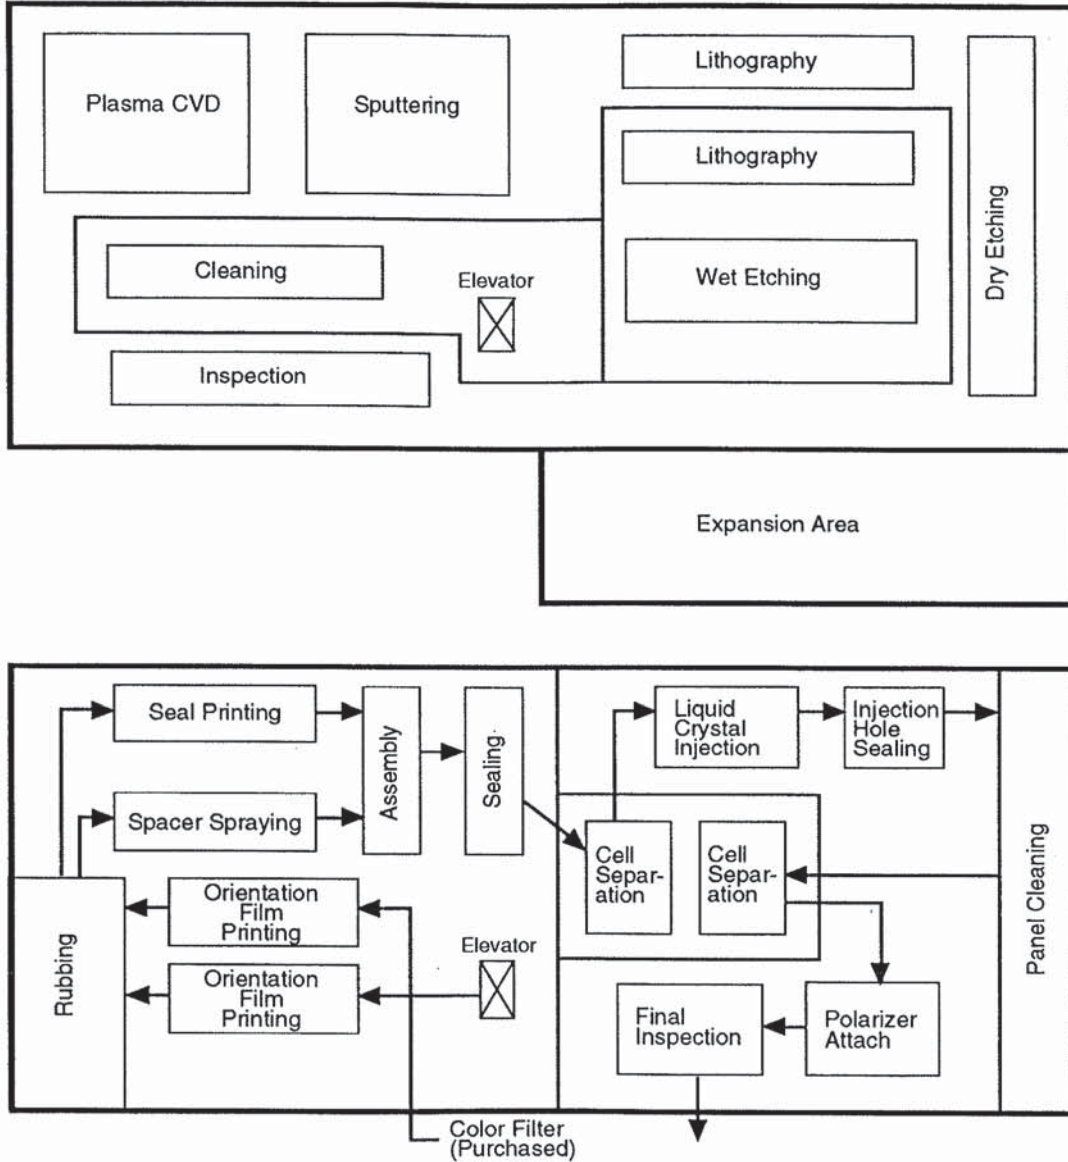 Plasma CVD
Sputtering
Lithography
Lithography
Dry Etching
Cleaning
Elevator
Wet Etching
Inspection
Expansion Area
Seal Printing
Assembly
Sealing.
Liquid
Crystal
Injection
Injection
Hole
Sealing
Spacer Spraying
Cell
Separ-
ation
Cell
Separ-
ation
Panel Cleaning
Rubbing
Orientation
Film
Printing
Elevator
Orientation
Film
Printing
Final
Inspection
Polarizer
Attach
Color Filter
(Purchased)